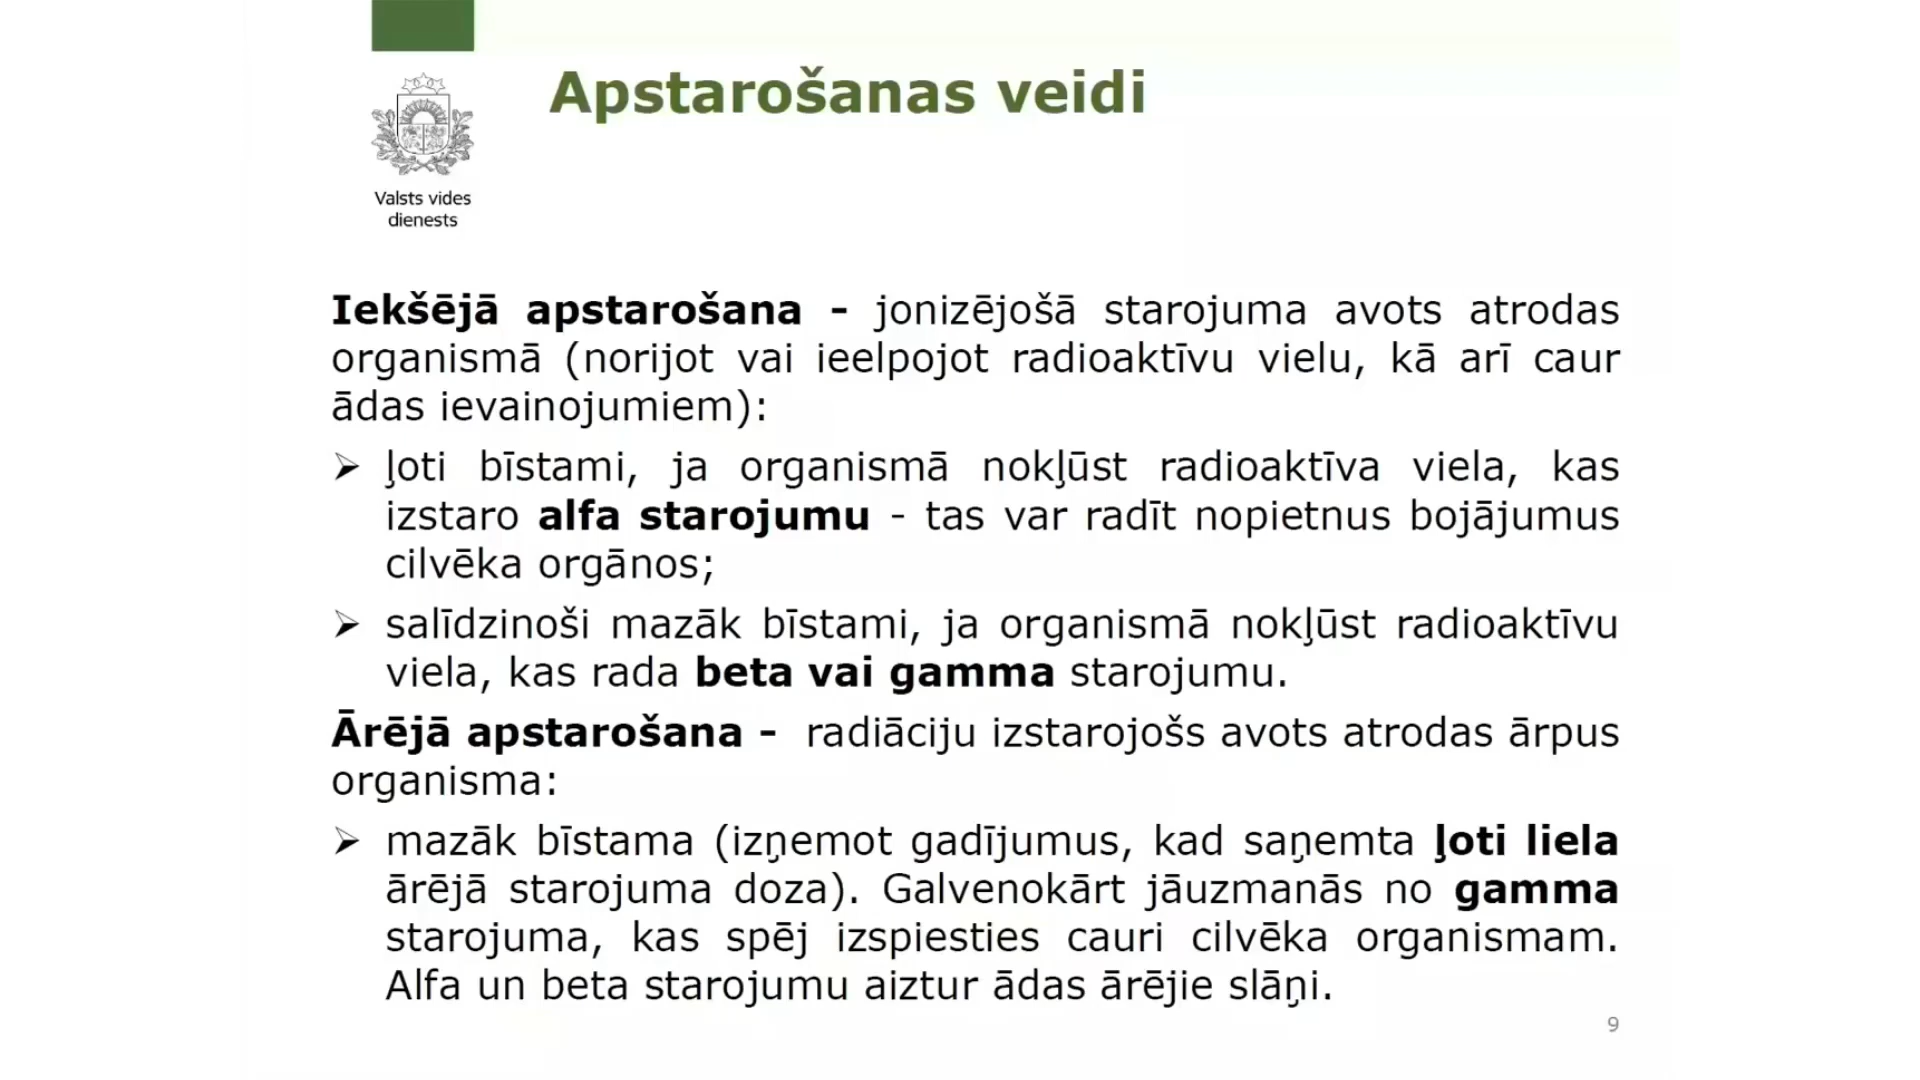 Apstarošanas veidi
Valsts vides
dienests
Iekšējā apstarošana - jonizējošā starojuma avots atrodas
organismā (norijot vai ieelpojot radioaktīvu vielu, kā arī caur
ādas ievainojumiem):
➢ ļoti bīstami, ja organismā nokļūst radioaktīva viela, kas
izstaro alfa starojumu - tas var radīt nopietnus bojājumus
cilvēka orgānos;
➢ salīdzinoši mazāk bīstami, ja organismā nokļūst radioaktīvu
viela, kas rada beta vai gamma starojumu.
Ārējā apstarošana - radiāciju izstarojošs avots atrodas ārpus
organisma:
➢ mazāk bīstama (izņemot gadījumus, kad saņemta ļoti liela
ārējā starojuma doza). Galvenokārt jāuzmanās no gamma
starojuma, kas spēj izspiesties cauri cilvēka organismam.
Alfa un beta starojumu aiztur ādas ārējie slāņi.
9